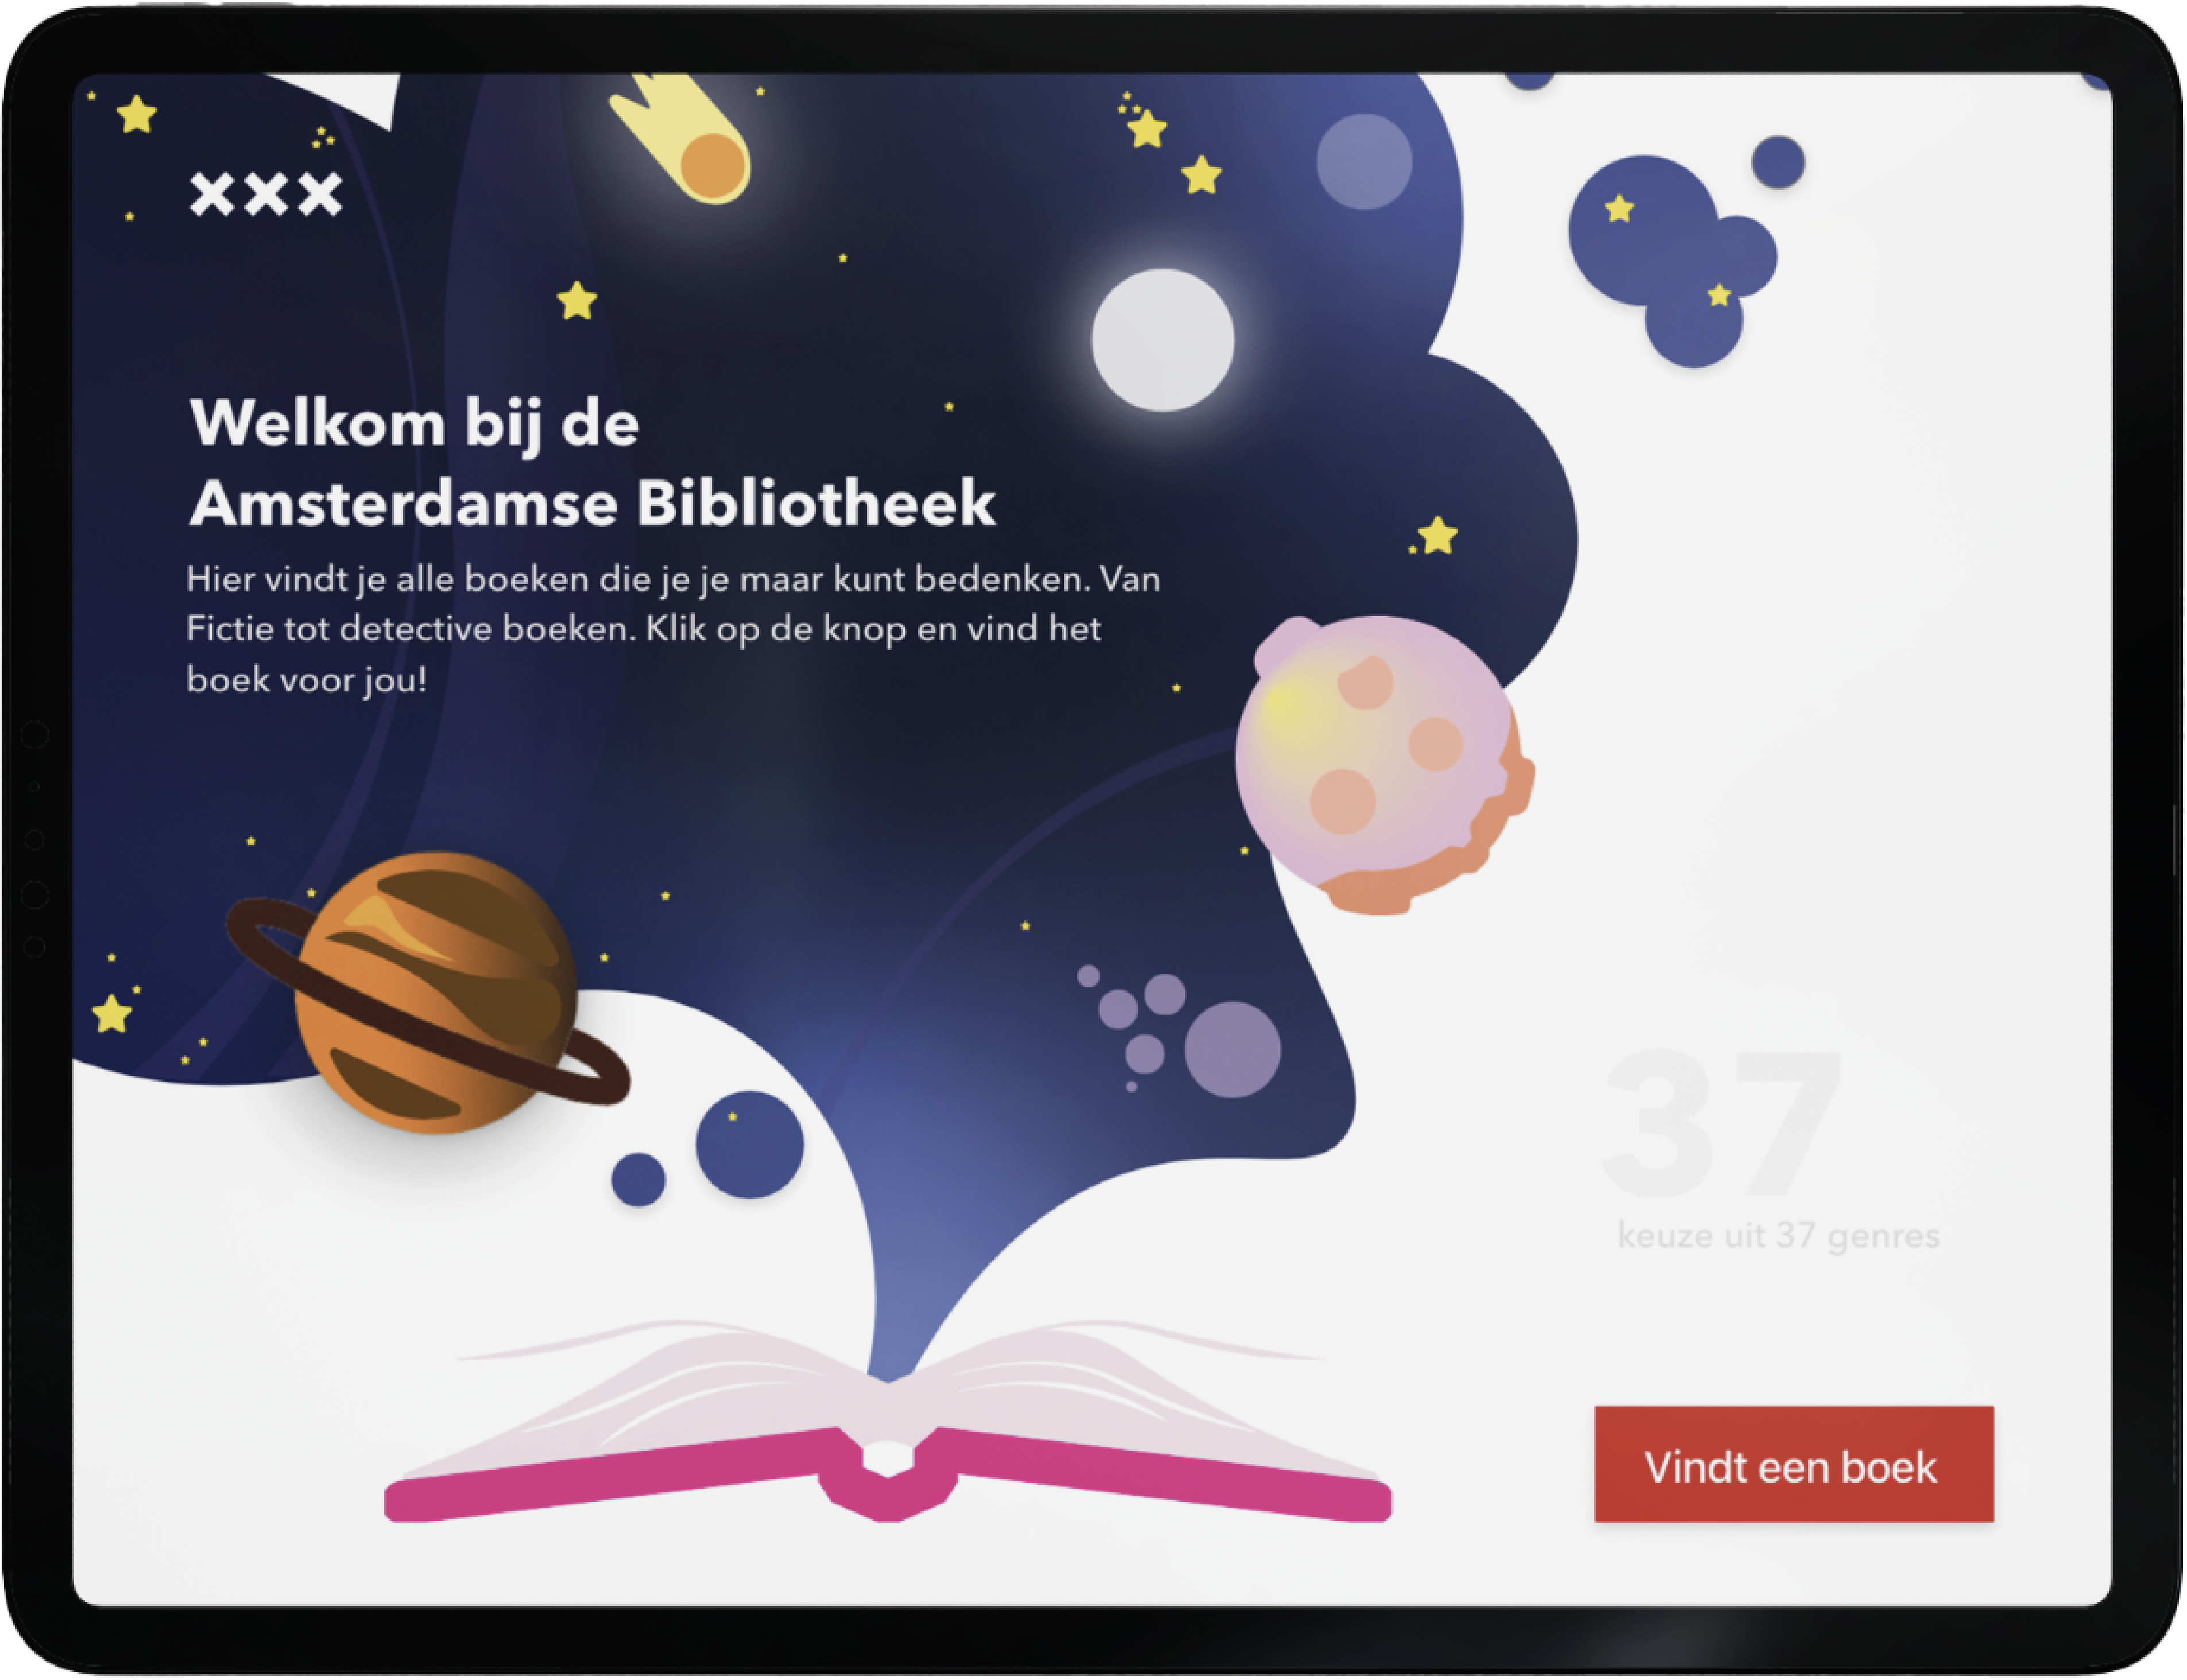 XXX
Welkom bij de
Amsterdamse Bibliotheek
Hier vindt je alle boeken die je je maar kunt bedenken. Van
Fictie tot detective boeken. Klik op de knop en vind het
boek voor jou!
37
keuze uit 37 genres
Vindt een boek